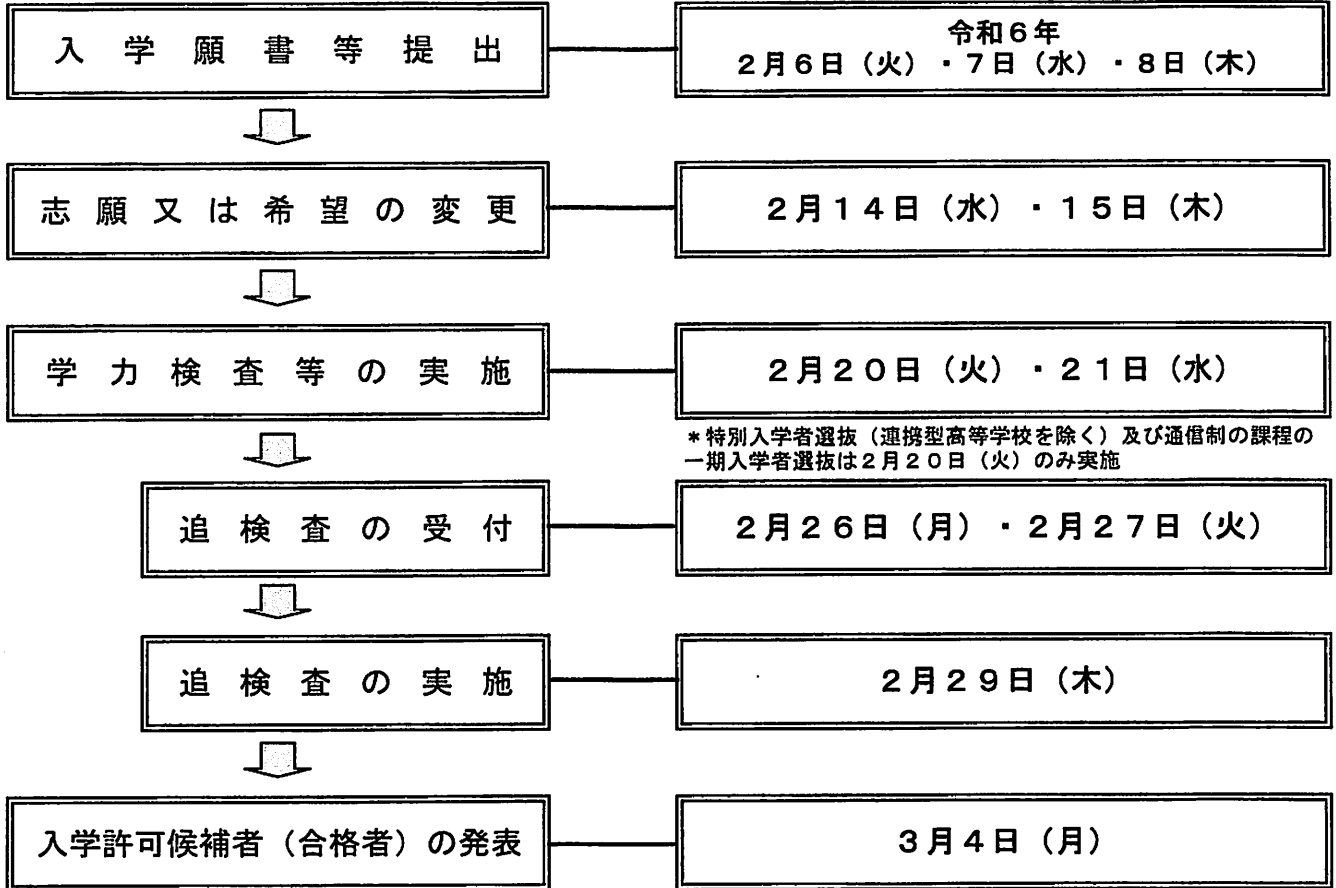 入学願書等提出
令和６年
２月６日（火）・７日（水）・８日（木）
志願又は希望の変更
２月１４日（水）・１５日（木）
学力検査等の実施
２月２０日（火）・２１日（水）
＊特別入学者選抜（連携型高等学校を除く）及び通信制の課程の
一期入学者選抜は２月２０日（火）のみ実施
追検査の受付
２月２６日（月）・２月２７日（火）
追検査の実施
２月２９日（木）
入学許可候補者（合格者）の発表
３月４日（月）